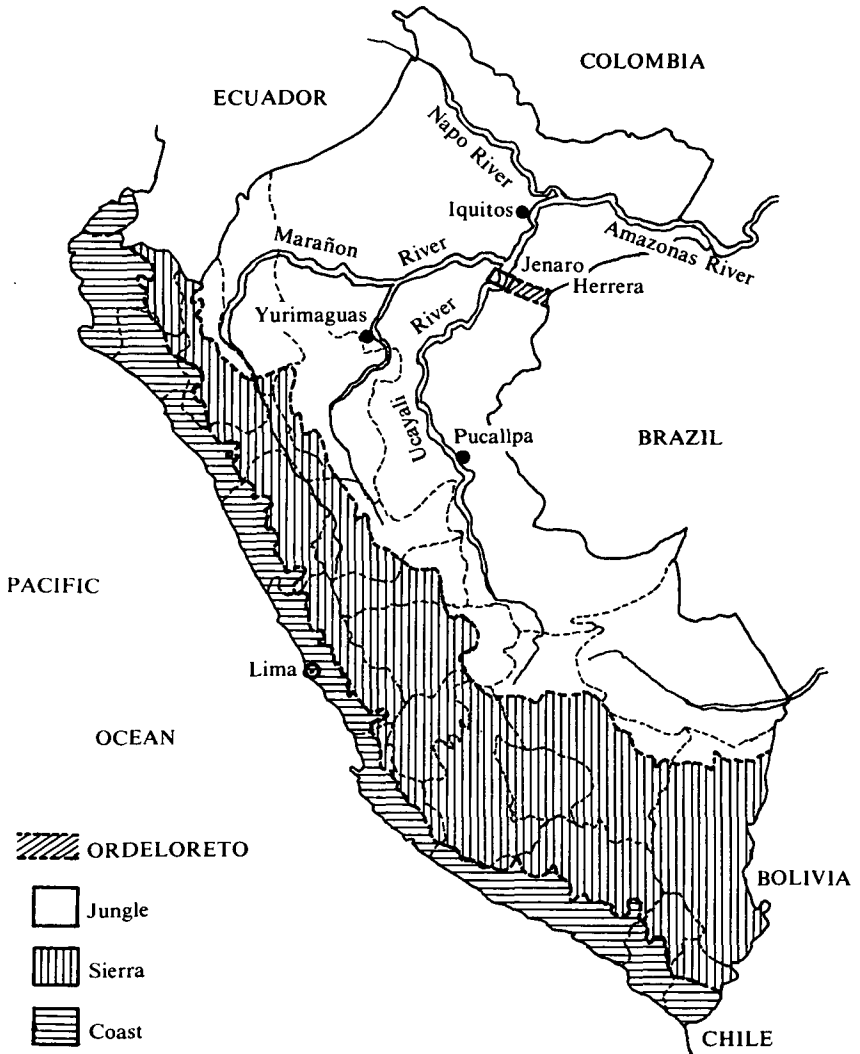 COLOMBIA
ECUADOR
Napo River
Iquitos
Amazonas River
Marañon River
Jenaro
Herrera
Yurimaguas
Ucayali River
Pucallpa
BRAZIL
PACIFIC
Lima
OCEAN
ORDELORETO
Jungle
BOLIVIA
Sierra
Coast
CHILE